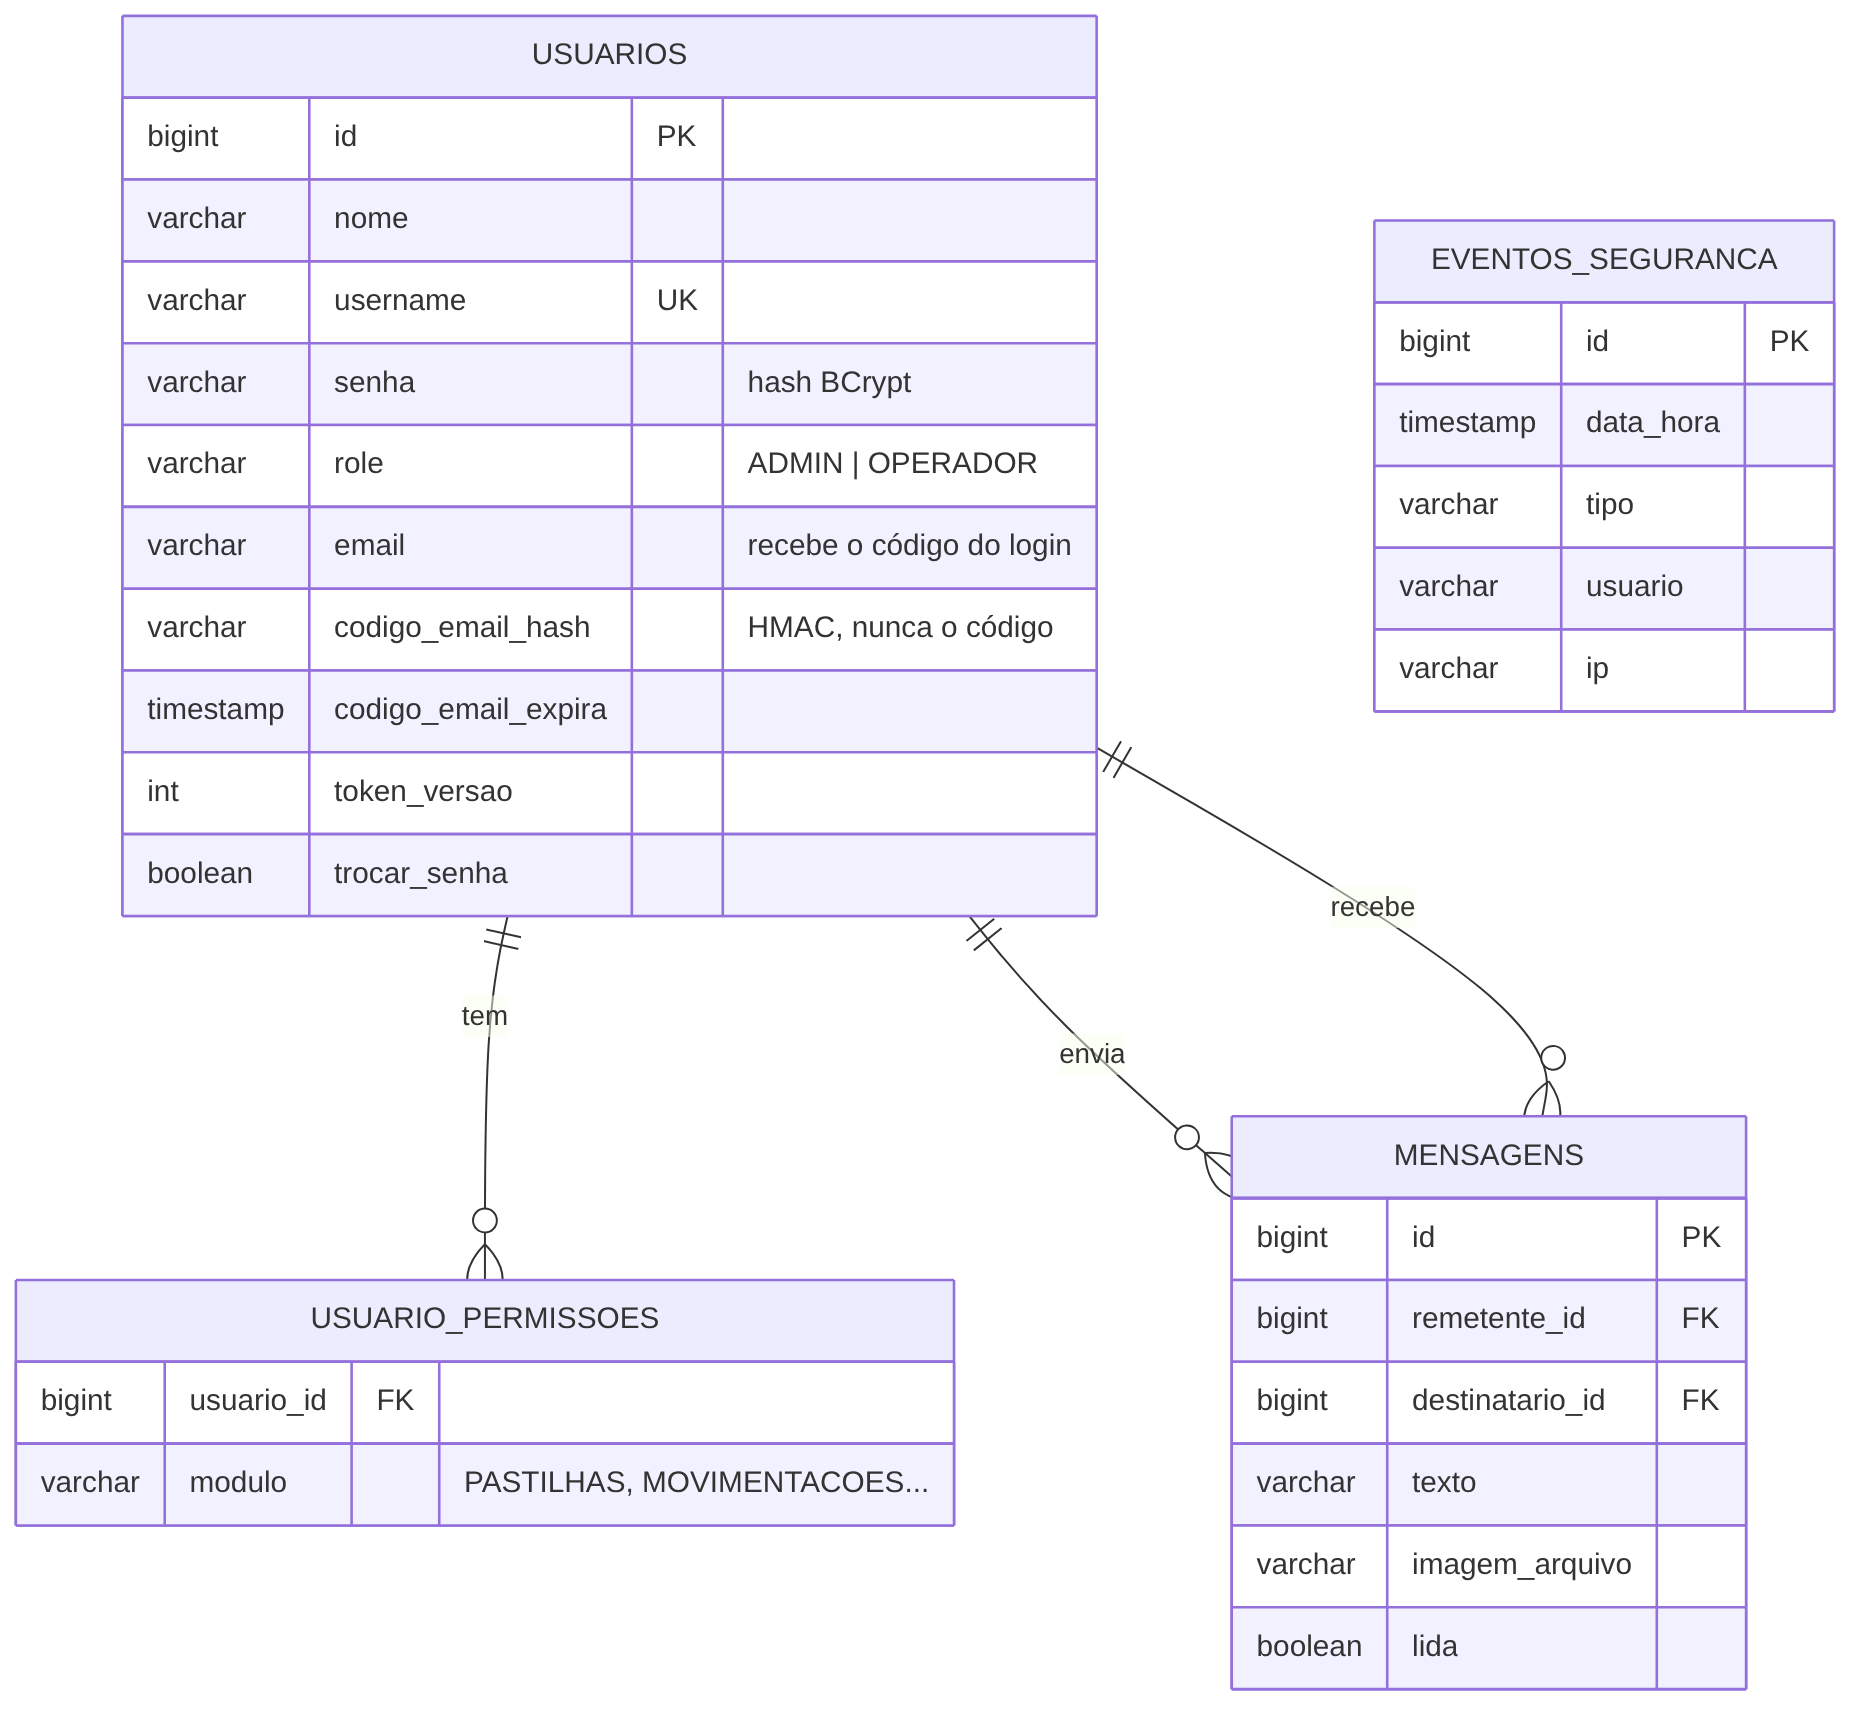 USUARIOS
bigint id PK
varchar nome
varchar username UK
varchar senha hash BCrypt
varchar role ADMIN | OPERADOR
varchar email recebe o código do login
varchar codigo_email_hash HMAC, nunca o código
timestamp codigo_email_expira
int token_versao
boolean trocar_senha
EVENTOS_SEGURANCA
bigint id PK
timestamp data_hora
varchar tipo
varchar usuario
varchar ip
recebe
tem
envia
USUARIO_PERMISSOES
bigint usuario_id FK
varchar modulo PASTILHAS, MOVIMENTACOES...
MENSAGENS
bigint id PK
bigint remetente_id FK
bigint destinatario_id FK
varchar texto
varchar imagem_arquivo
boolean lida